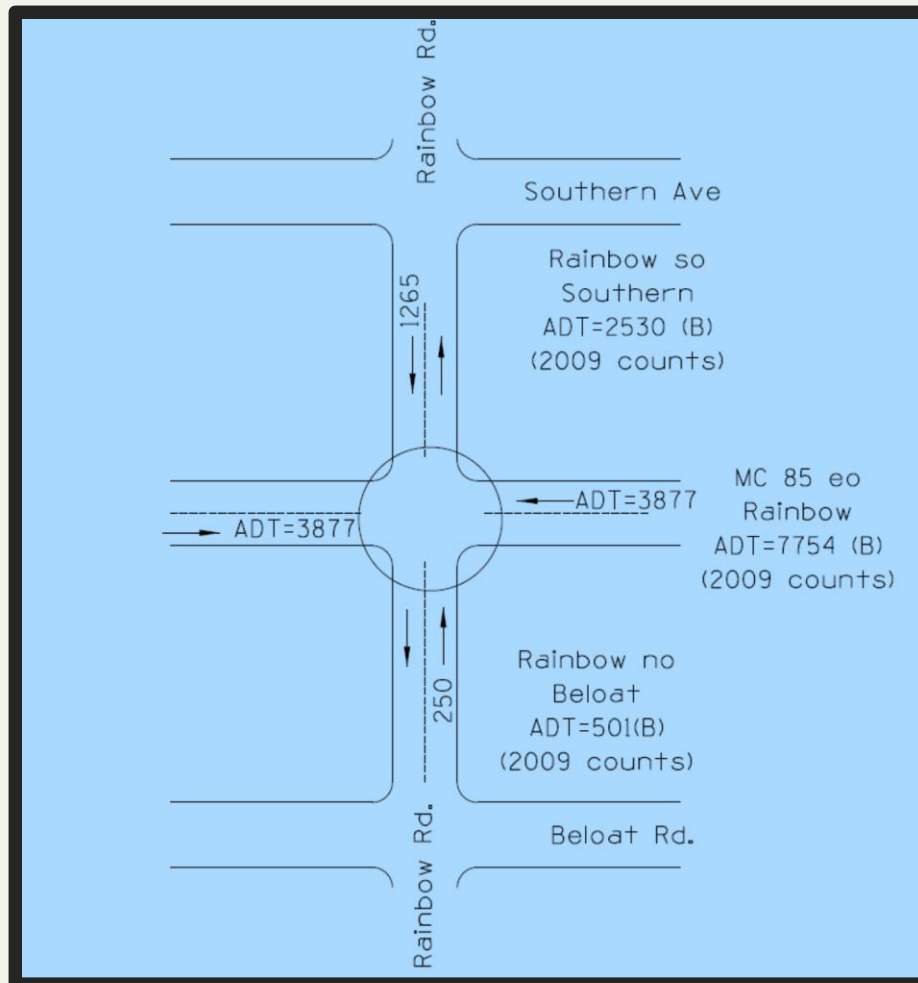 Rainbow Rd.
Southern Ave
Rainbow so
Southern
ADT=2530 (B)
(2009 counts)
1265
ADT=3877
ADT=3877
MC 85 eo
Rainbow
ADT=7754 (B)
(2009 counts)
250
Rainbow no
Beloat
ADT=501(B)
(2009 counts)
Beloat Rd.
Rainbow Rd.